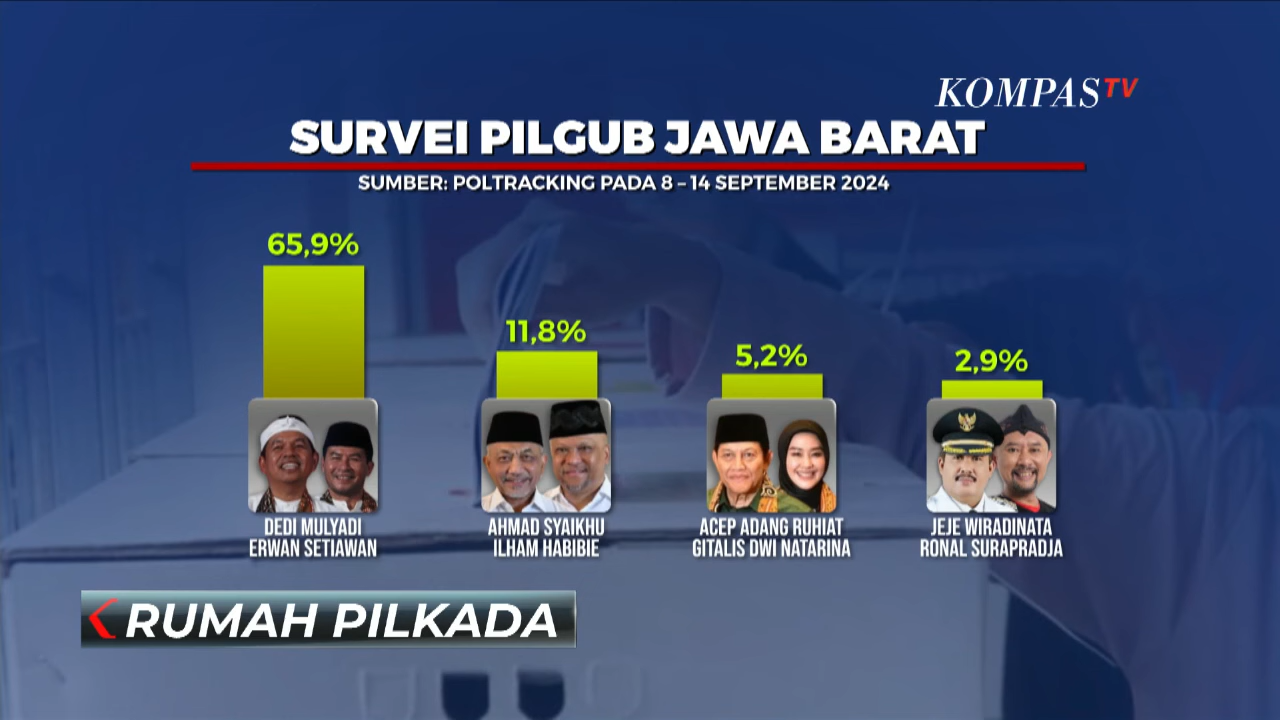 KOMPASTV
SURVEI PILGUB JAWA BARAT
SUMBER: POLTRACKING PADA 8 – 14 SEPTEMBER 2024
65,9%
11,8%
5,2%
2,9%
DEDI MULYADI
ERWAN SETIAWAN
AHMAD SYAIKHU
ILHAM HABIBIE
ACEP ADANG RUHIAT
GITALIS DWI NATARINA
JEJE WIRADINATA
RONAL SURAPRADJA
RUMAH PILKADA